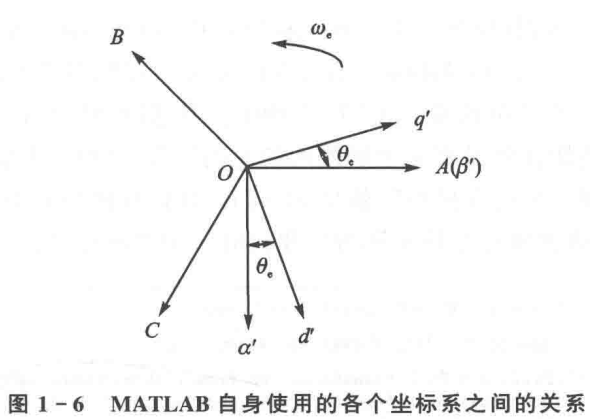 B
ωe
q′
θe
O
A(β′)
θe
C
α′
d′
图 1-6 MATLAB 自身使用的各个坐标系之间的关系